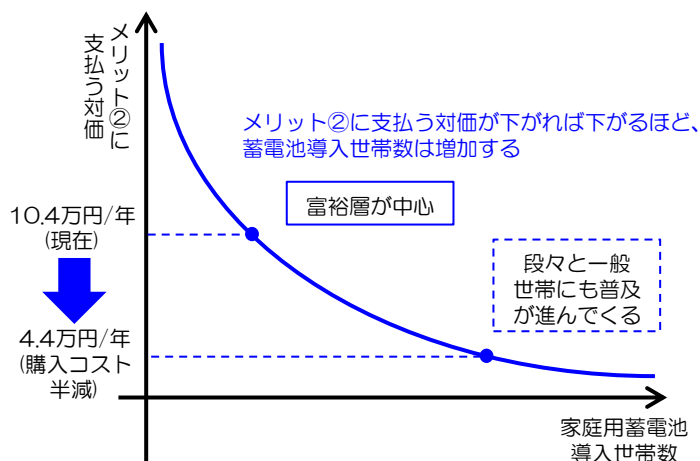 メリット②に
支払う対価
メリット②に支払う対価が下がれば下がるほど、
蓄電池導入世帯数は増加する
富裕層が中心
10.4万円/年
(現在)
段々と一般
世帯にも普及
が進んでくる
4.4万円/年
(購入コスト
半減)
家庭用蓄電池
導入世帯数